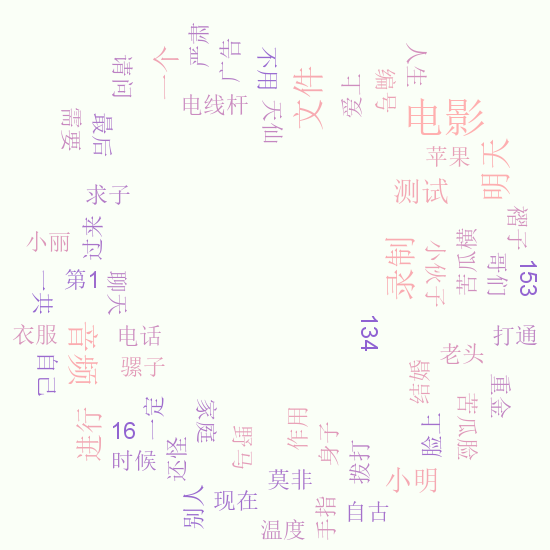 严肃
广告
一个
请问
不用
天仙
文件
爱上
编号
人生
电线杆
电影
需要
最后
苹果
明天
测试
求子
小丽
过来
褶子
录制
小伙子
苦瓜模
哥们
153
一共
第1
聊天
134
衣服
音频
电话
打通
自己
骡子
老头
结婚
重金
进行
16
一定
时候
还怪
家庭
野马
作用
身子
拨打
脸上
苦瓜脸
别人
现在
莫非
小明
温度
手指
自古